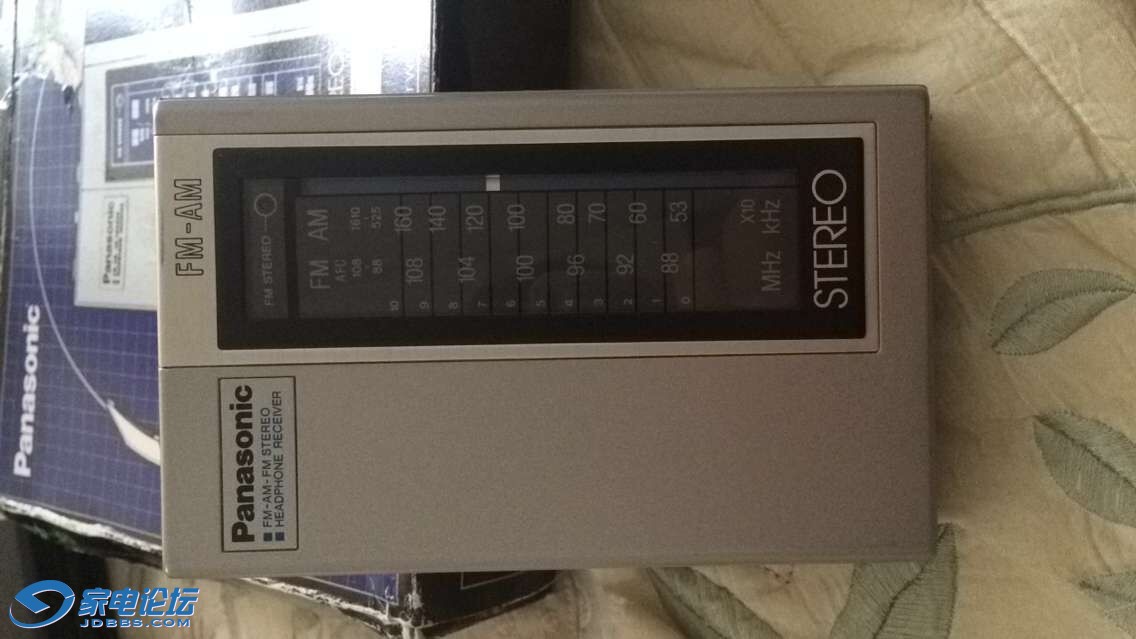 FM-AM
FM STEREO
FM AM
AFC
108 1610
88 525
10 160
9 108 140
8 104 120
7
6 100 100
5
4 96 80
3 70
2 92 60
1 88 53
0
X10
MHz kHz
STEREO
Panasonic
FM-AM-FM STEREO
HEADPHONE RECEIVER
Panasonic
Panasonic
STEREO
家电论坛
JDBBS.COM